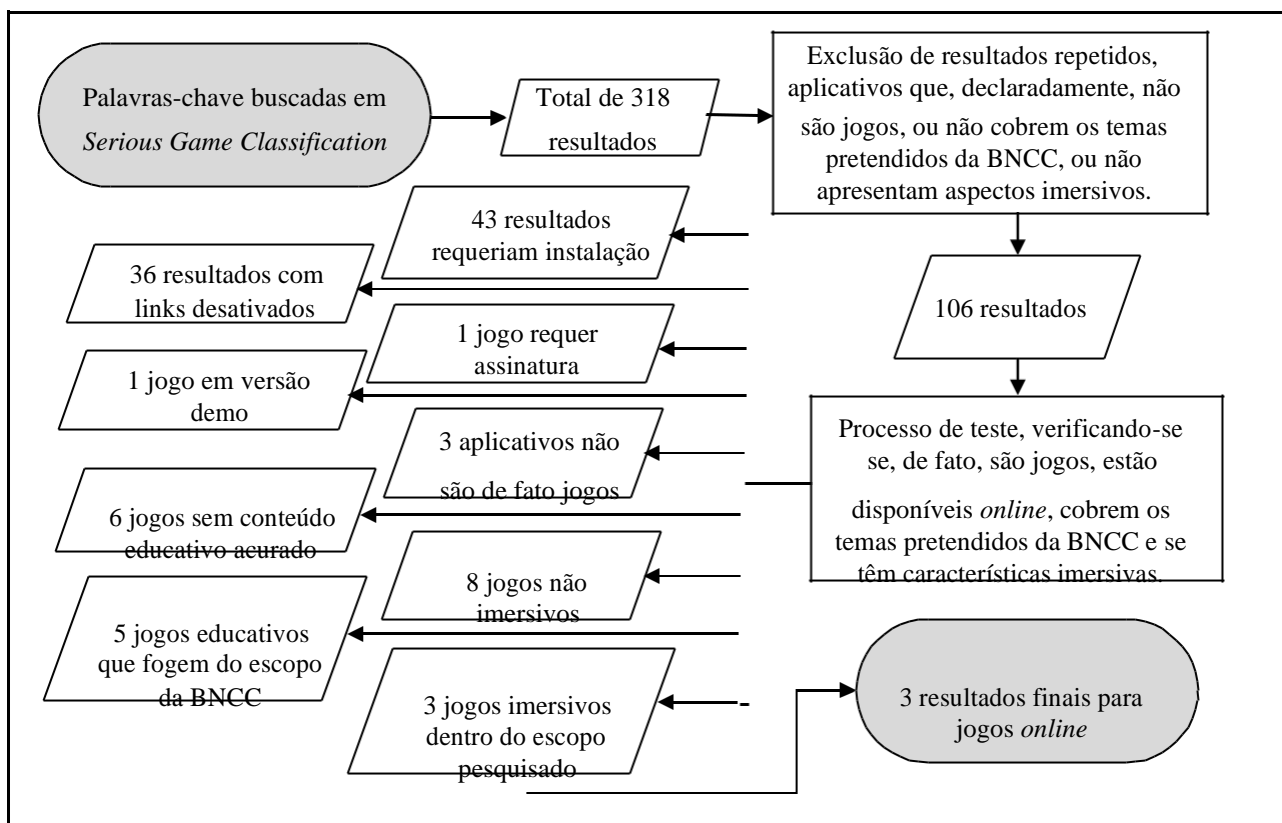 Palavras-chave buscadas em
Serious Game Classification
Total de 318
resultados
Exclusão de resultados repetidos,
aplicativos que, declaradamente, não
são jogos, ou não cobrem os temas
pretendidos da BNCC, ou não
apresentam aspectos imersivos.
43 resultados
requeriam instalação
36 resultados com
links desativados
106 resultados
1 jogo requer
assinatura
1 jogo em versão
demo
Processo de teste, verificando-se
se, de fato, são jogos, estão
disponíveis online, cobrem os
temas pretendidos da BNCC e se
têm características imersivas.
3 aplicativos não
são de fato jogos
6 jogos sem conteúdo
educativo acurado
8 jogos não
imersivos
5 jogos educativos
que fogem do escopo
da BNCC
3 jogos imersivos
dentro do escopo
pesquisado
3 resultados finais para
jogos online